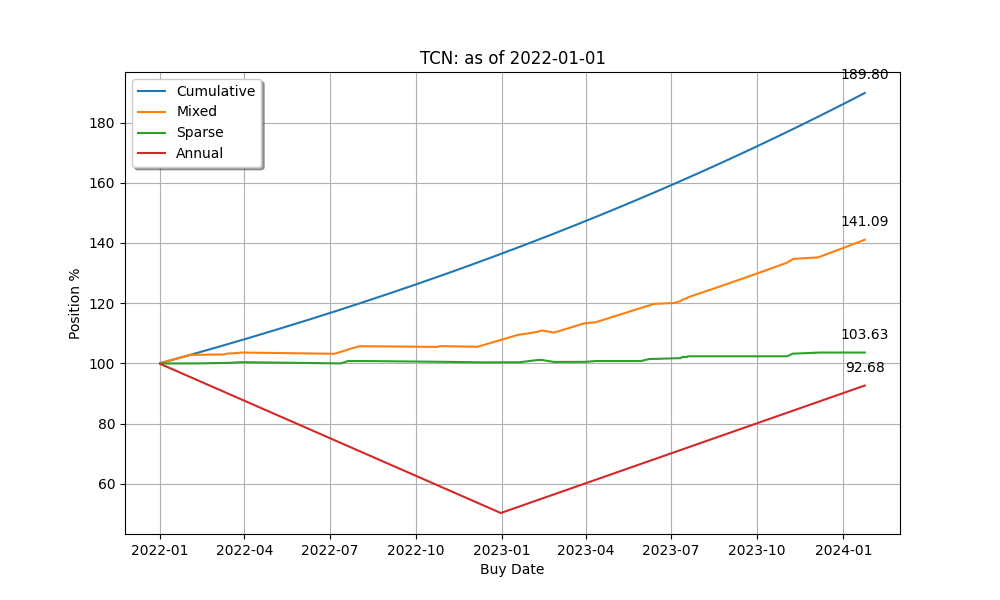 TCN: as of 2022-01-01
189.80
Cumulative
Mixed
Sparse
Annual
141.09
103.63
92.68
Position %
180
160
140
120
100
80
60
2022-01 2022-04 2022-07 2022-10 2023-01 2023-04 2023-07 2023-10 2024-01
Buy Date